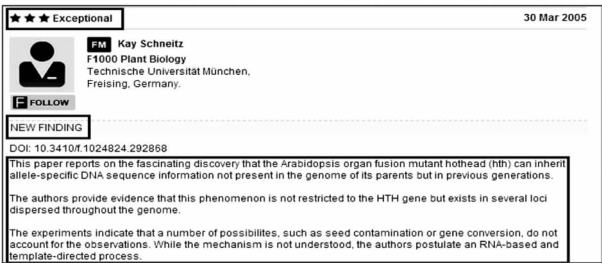 ★★★ Exceptional 30 Mar 2005
FM Kay Schneitz
F1000 Plant Biology
Technische Universität München,
Freising, Germany.
F FOLLOW
NEW FINDING
DOI: 10.3410/f.1024824.292868
This paper reports on the fascinating discovery that the Arabidopsis organ fusion mutant hothead (hth) can inherit
allele-specific DNA sequence information not present in the genome of its parents but in previous generations.
The authors provide evidence that this phenomenon is not restricted to the HTH gene but exists in several loci
dispersed throughout the genome.
The experiments indicate that a number of possibilites, such as seed contamination or gene conversion, do not
account for the observations. While the mechanism is not understood, the authors postulate an RNA-based and
template-directed process.